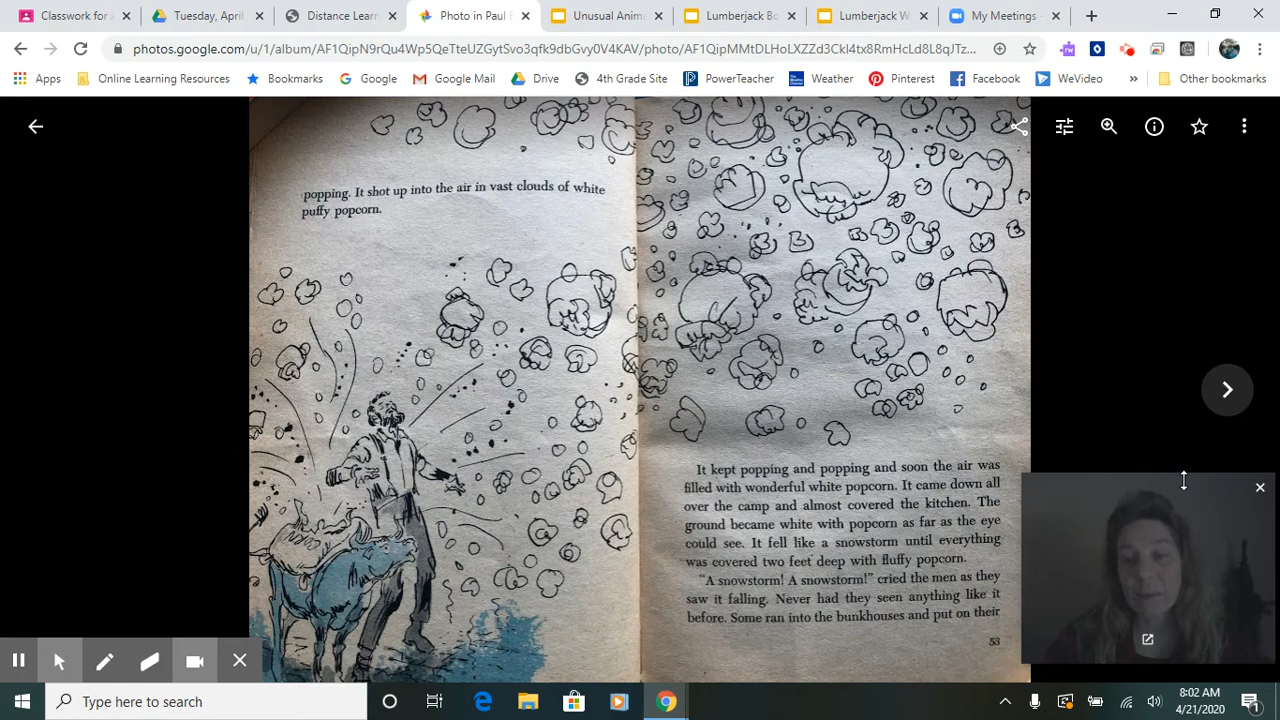 Classwork for A
Tuesday, April
Distance Learn
Photo in Paul E
Unusual Anima
Lumberjack Bo
Lumberjack W
My Meetings -
photos.google.com/u/1/album/AF1QipN9rQu4Wp5QeTteUZGytSvo3qfk9dbGvy0V4KAV/photo/AF1QipMMtDLHoLXZZd3Ckl4tx8RmHcLd8L8qJT...
Apps
Online Learning Resources
Bookmarks
Google
Google Mail
Drive
4th Grade Site
PowerTeacher
Weather
Pinterest
Facebook
WeVideo
»
Other bookmarks
popping. It shot up into the air in vast clouds of white
puffy popcorn.
It kept popping and popping and soon the air was
filled with wonderful white popcorn. It came down all
over the camp and almost covered the kitchen. The
ground became white with popcorn as far as the eye
could see. It fell like a snowstorm until everything
was covered two feet deep with fluffy popcorn.
"A snowstorm! A snowstorm!" cried the men as they
saw it falling. Never had they seen anything like it
before. Some ran into the bunkhouses and put on their
53
Type here to search
8:02 AM
4/21/2020